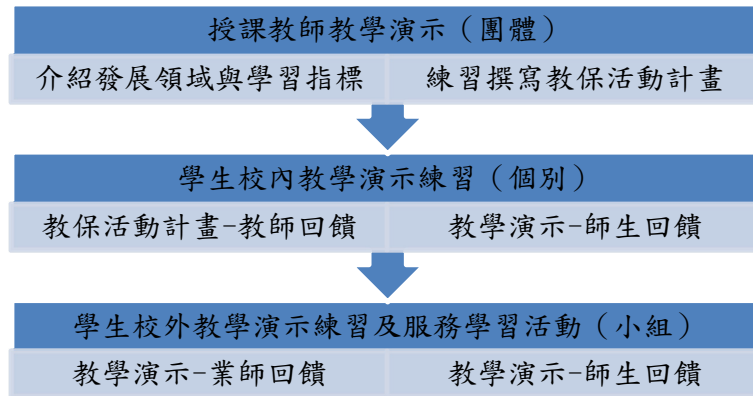 授課教師教學演示（團體）
介紹發展領域與學習指標 練習撰寫教保活動計畫
學生校內教學演示練習（個別）
教保活動計畫-教師回饋 教學演示-師生回饋
學生校外教學演示練習及服務學習活動（小組）
教學演示-業師回饋 教學演示-師生回饋